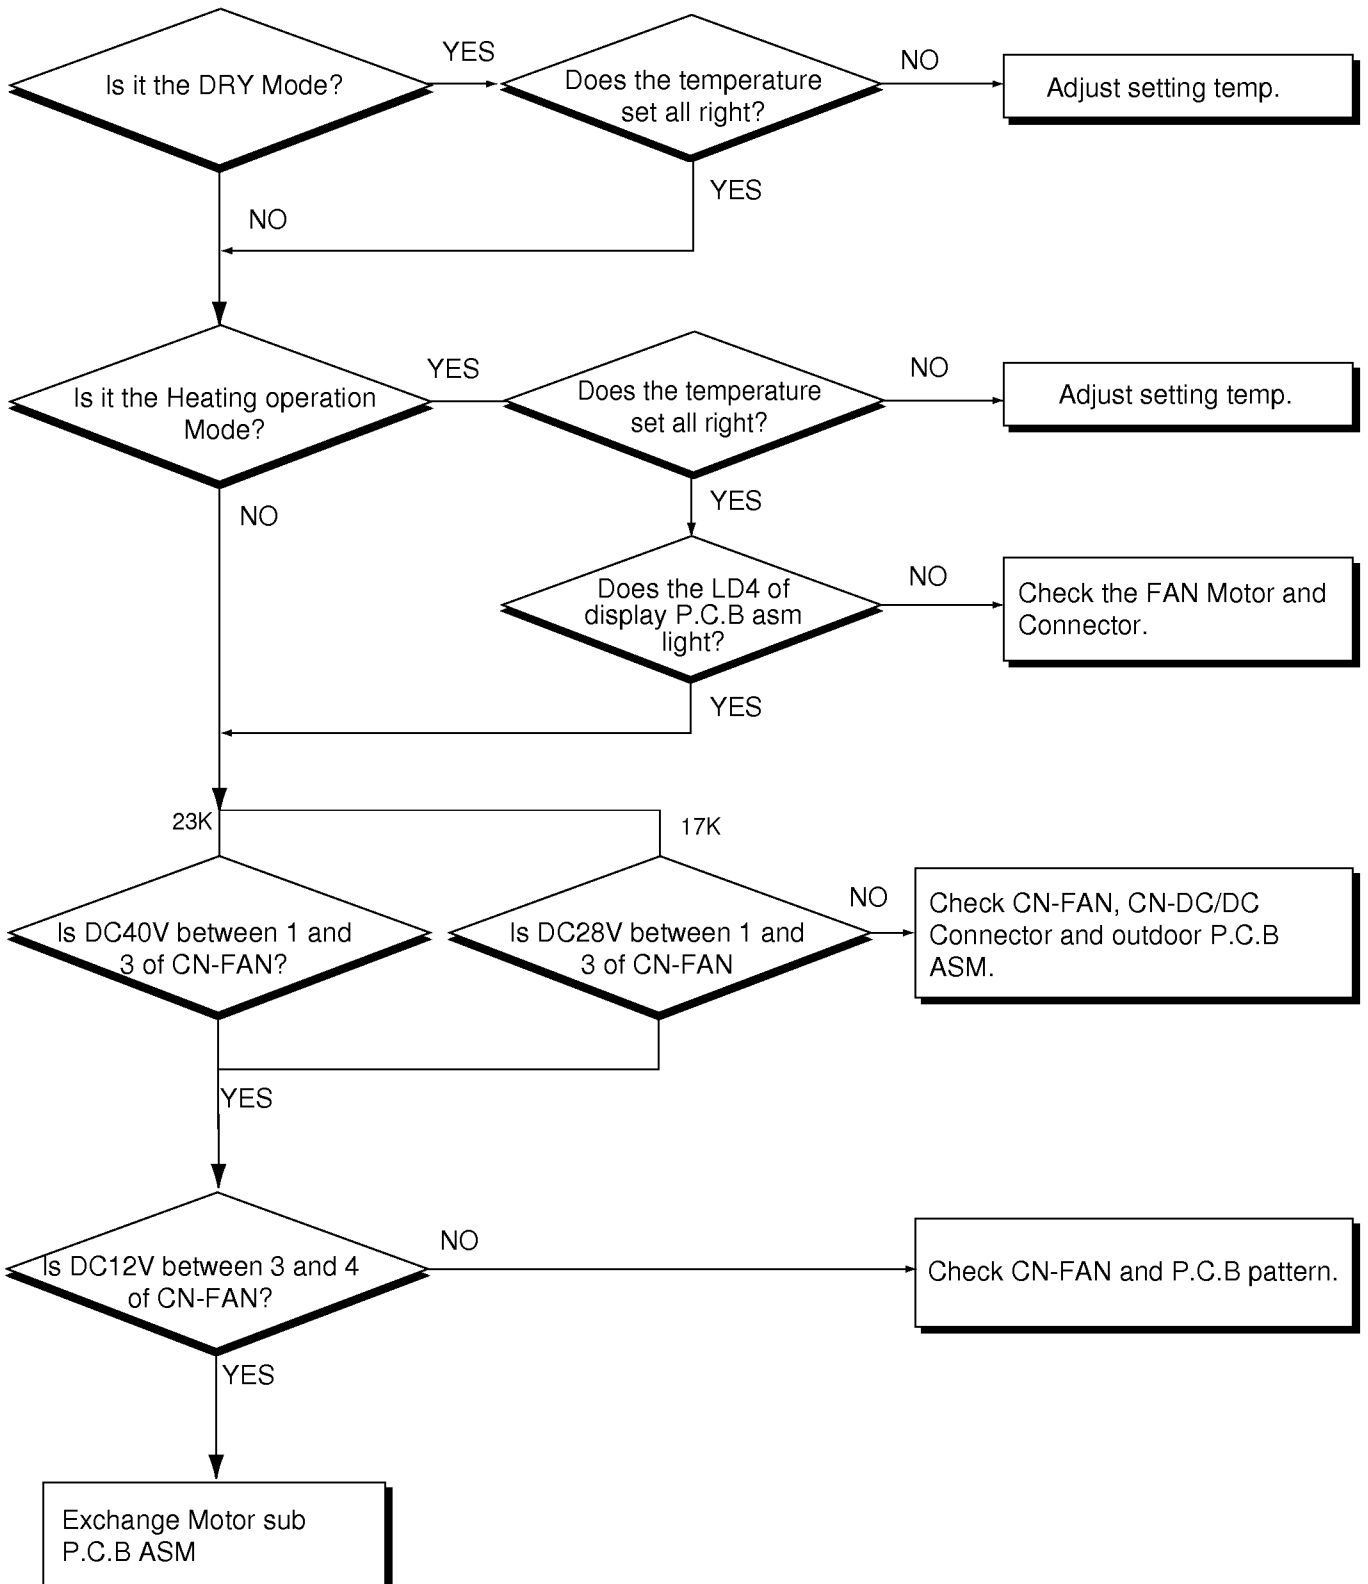 Is it the DRY Mode?
YES
Does the temperature
set all right?
NO
Adjust setting temp.
YES
NO
Is it the Heating operation
Mode?
YES
Does the temperature
set all right?
NO
Adjust setting temp.
YES
NO
Does the LD4 of
display P.C.B asm
light?
NO
Check the FAN Motor and
Connector.
YES
23K
17K
Is DC40V between 1 and
3 of CN-FAN?
Is DC28V between 1 and
3 of CN-FAN
NO
Check CN-FAN, CN-DC/DC
Connector and outdoor P.C.B
ASM.
YES
Is DC12V between 3 and 4
of CN-FAN?
NO
Check CN-FAN and P.C.B pattern.
YES
Exchange Motor sub
P.C.B ASM